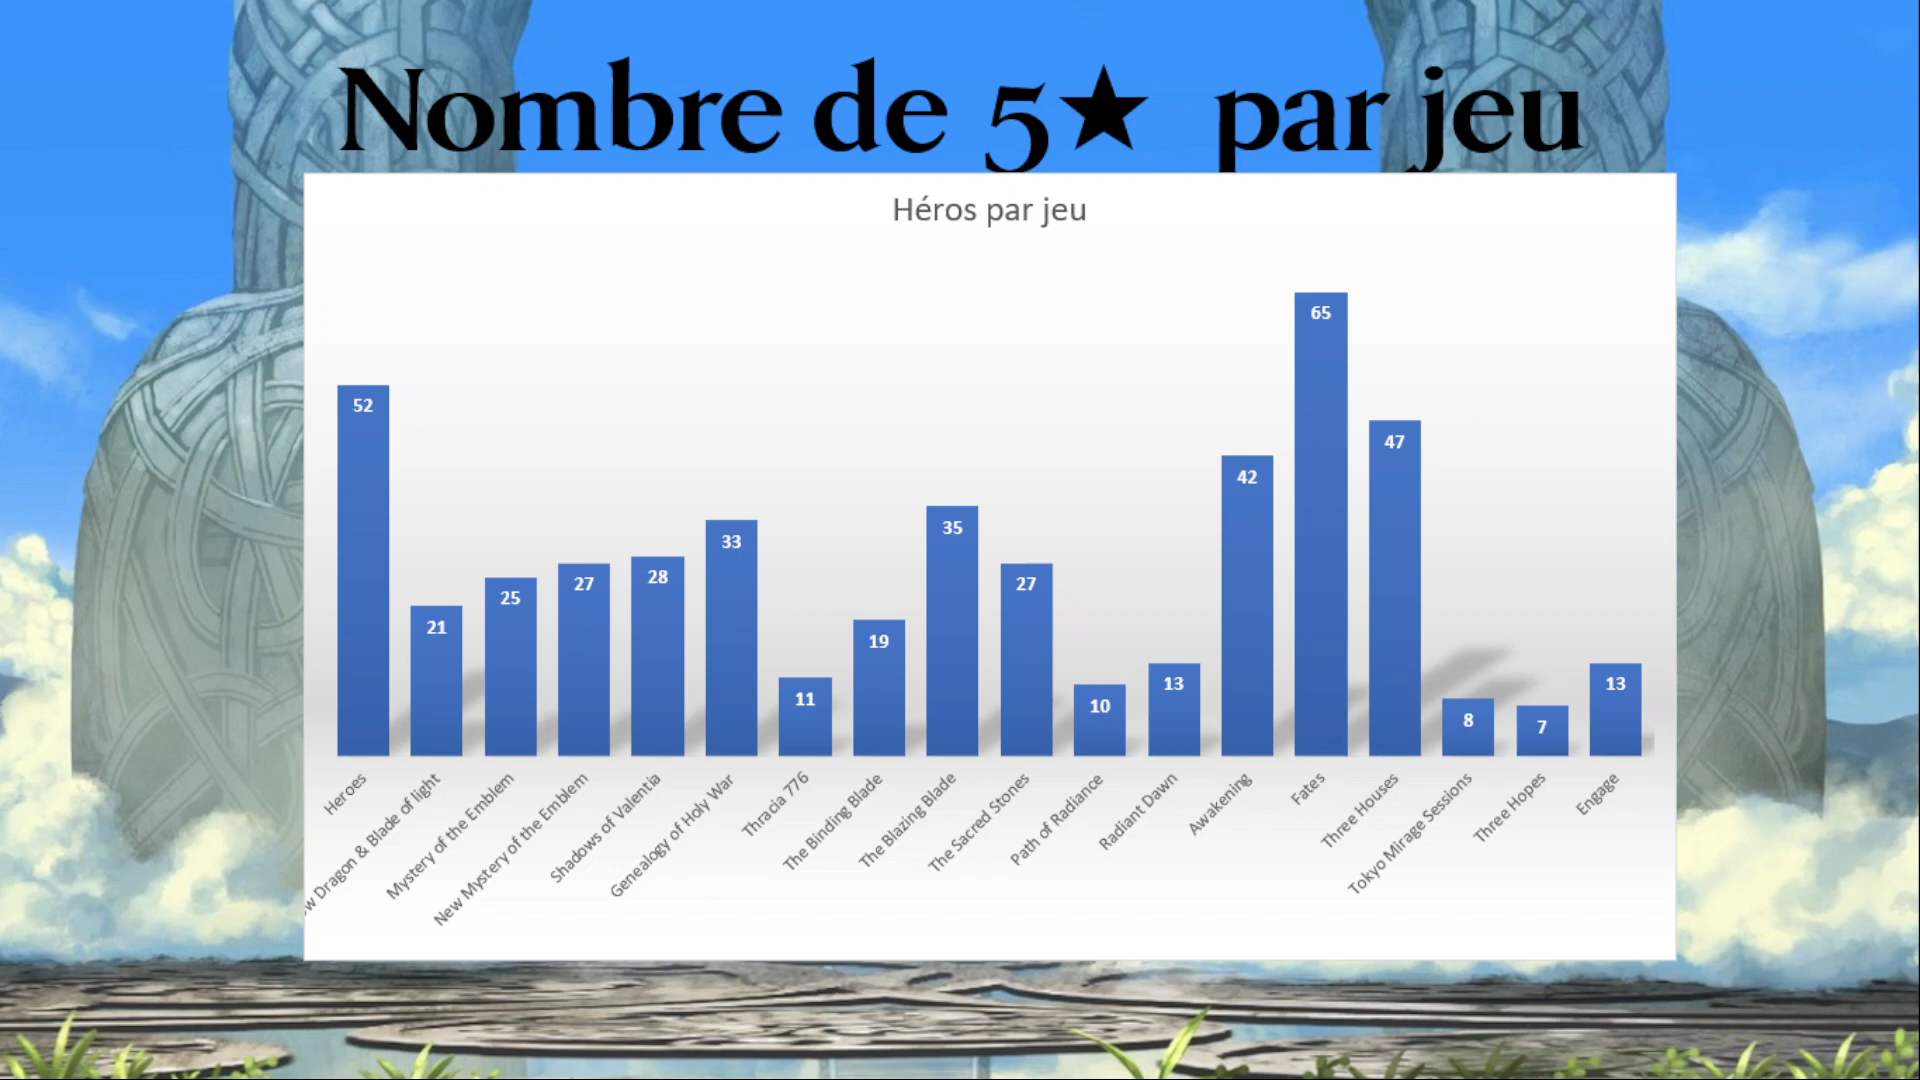 Nombre de 5★ par jeu
Héros par jeu
52
21
25
27
28
33
11
19
35
27
10
13
42
65
47
8
7
13
Heroes
Dragon & Blade of light
Mystery of the Emblem
New Mystery of the Emblem
Shadows of Valentia
Genealogy of Holy War
Thracia 776
The Binding Blade
The Blazing Blade
The Sacred Stones
Path of Radiance
Radiant Dawn
Awakening
Fates
Three Houses
Tokyo Mirage Sessions
Three Hopes
Engage